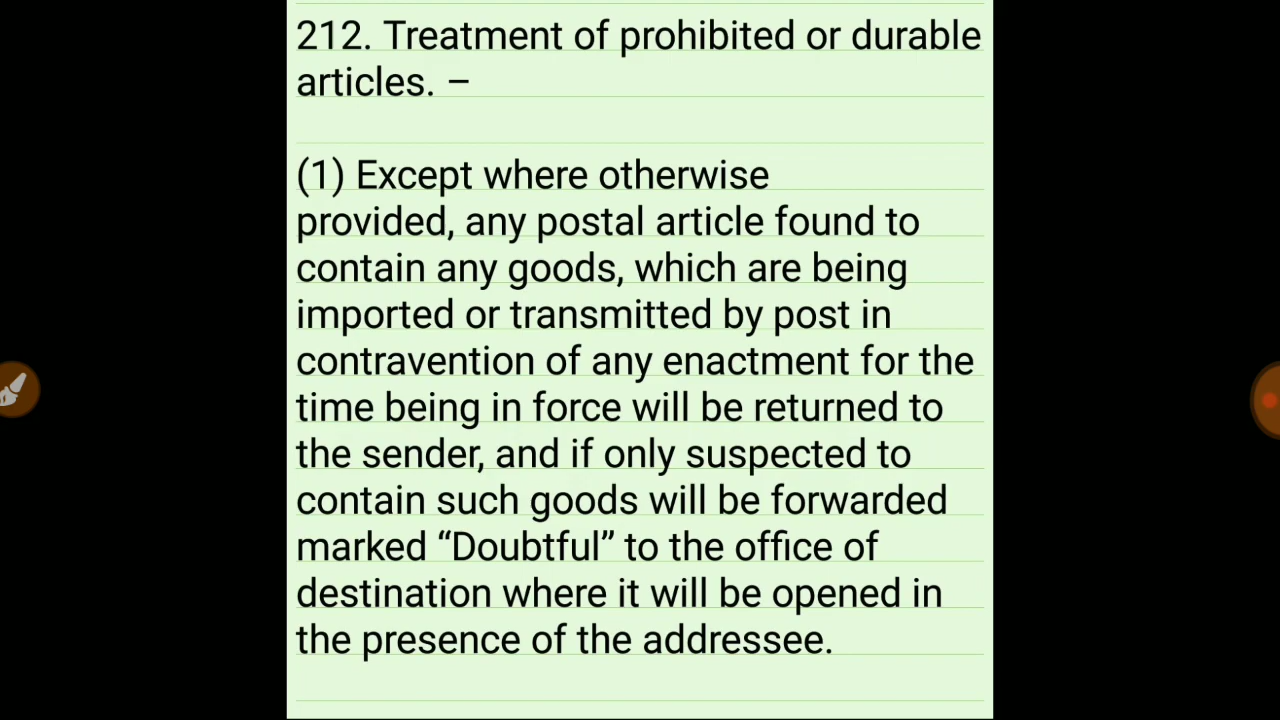 212. Treatment of prohibited or durable
articles. –
(1) Except where otherwise
provided, any postal article found to
contain any goods, which are being
imported or transmitted by post in
contravention of any enactment for the
time being in force will be returned to
the sender, and if only suspected to
contain such goods will be forwarded
marked “Doubtful” to the office of
destination where it will be opened in
the presence of the addressee.